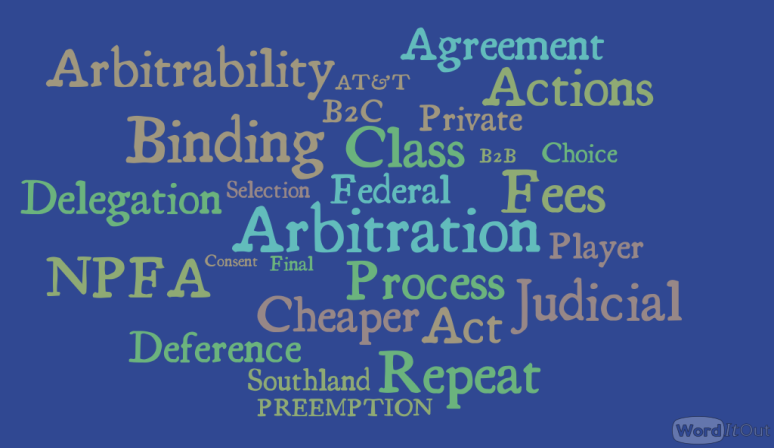 Agreement
Arbitrability
AT&T
Actions
B2C
Private
Binding
Class
B2B
Choice
Delegation
Selection
Federal
Fees
Arbitration
Player
NPFA
Consent
Final
Process
Judicial
Cheaper
Act
Deference
Southland
Repeat
PREEMPTION
WordItOut